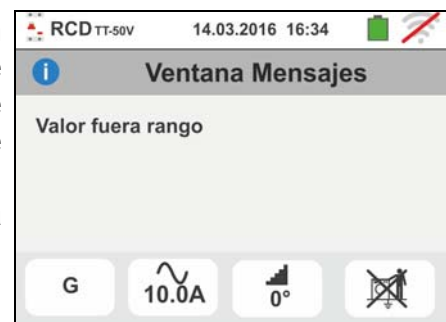 RCD TT-50V 14.03.2016 16:34
Ventana Mensajes
Valor fuera rango
G 10.0A 0°